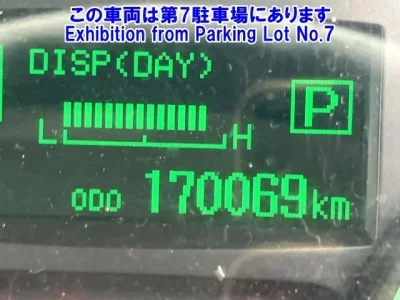 この車両は第7駐車場にあります
Exhibition from Parking Lot No.7
DISP(DAY)
P
L H
ODO 170069km